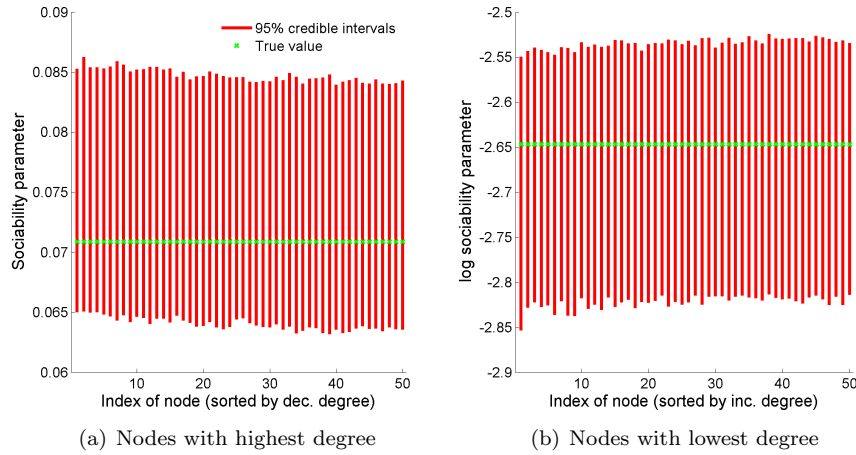 0.09
0.085
0.08
0.075
0.07
0.065
0.06
Sociability parameter
95% credible intervals
True value
10 20 30 40 50
Index of node (sorted by dec. degree)
(a) Nodes with highest degree
-2.5
-2.55
-2.6
-2.65
-2.7
-2.75
-2.8
-2.85
-2.9
log sociability parameter
10 20 30 40 50
Index of node (sorted by inc. degree)
(b) Nodes with lowest degree